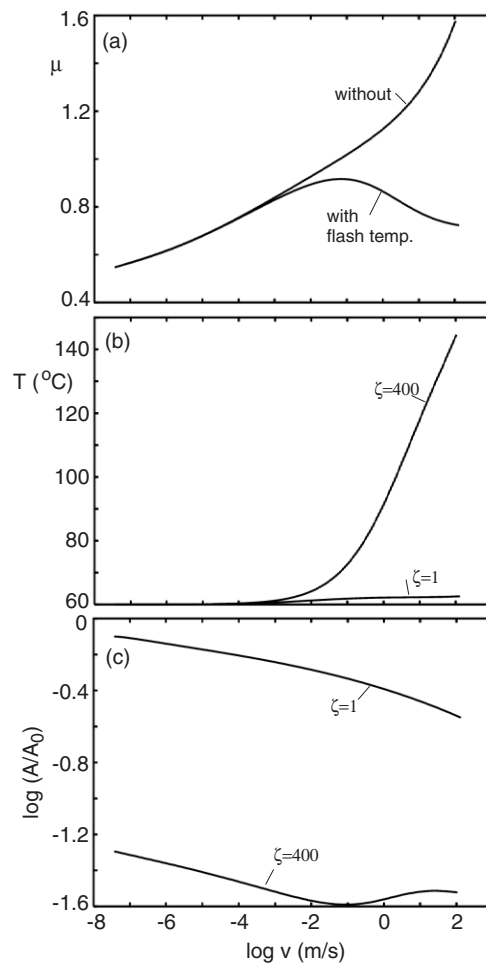 1.6
(a)
μ
without
1.2
0.8
with
flash temp.
0.4
(b)
140
T (°C)
ζ=400
120
100
80
ζ=1
60
0
(c)
-0.4
ζ=1
log (A/A0)
-0.8
-1.2
ζ=400
-1.6
-8 -6 -4 -2 0 2
log v (m/s)